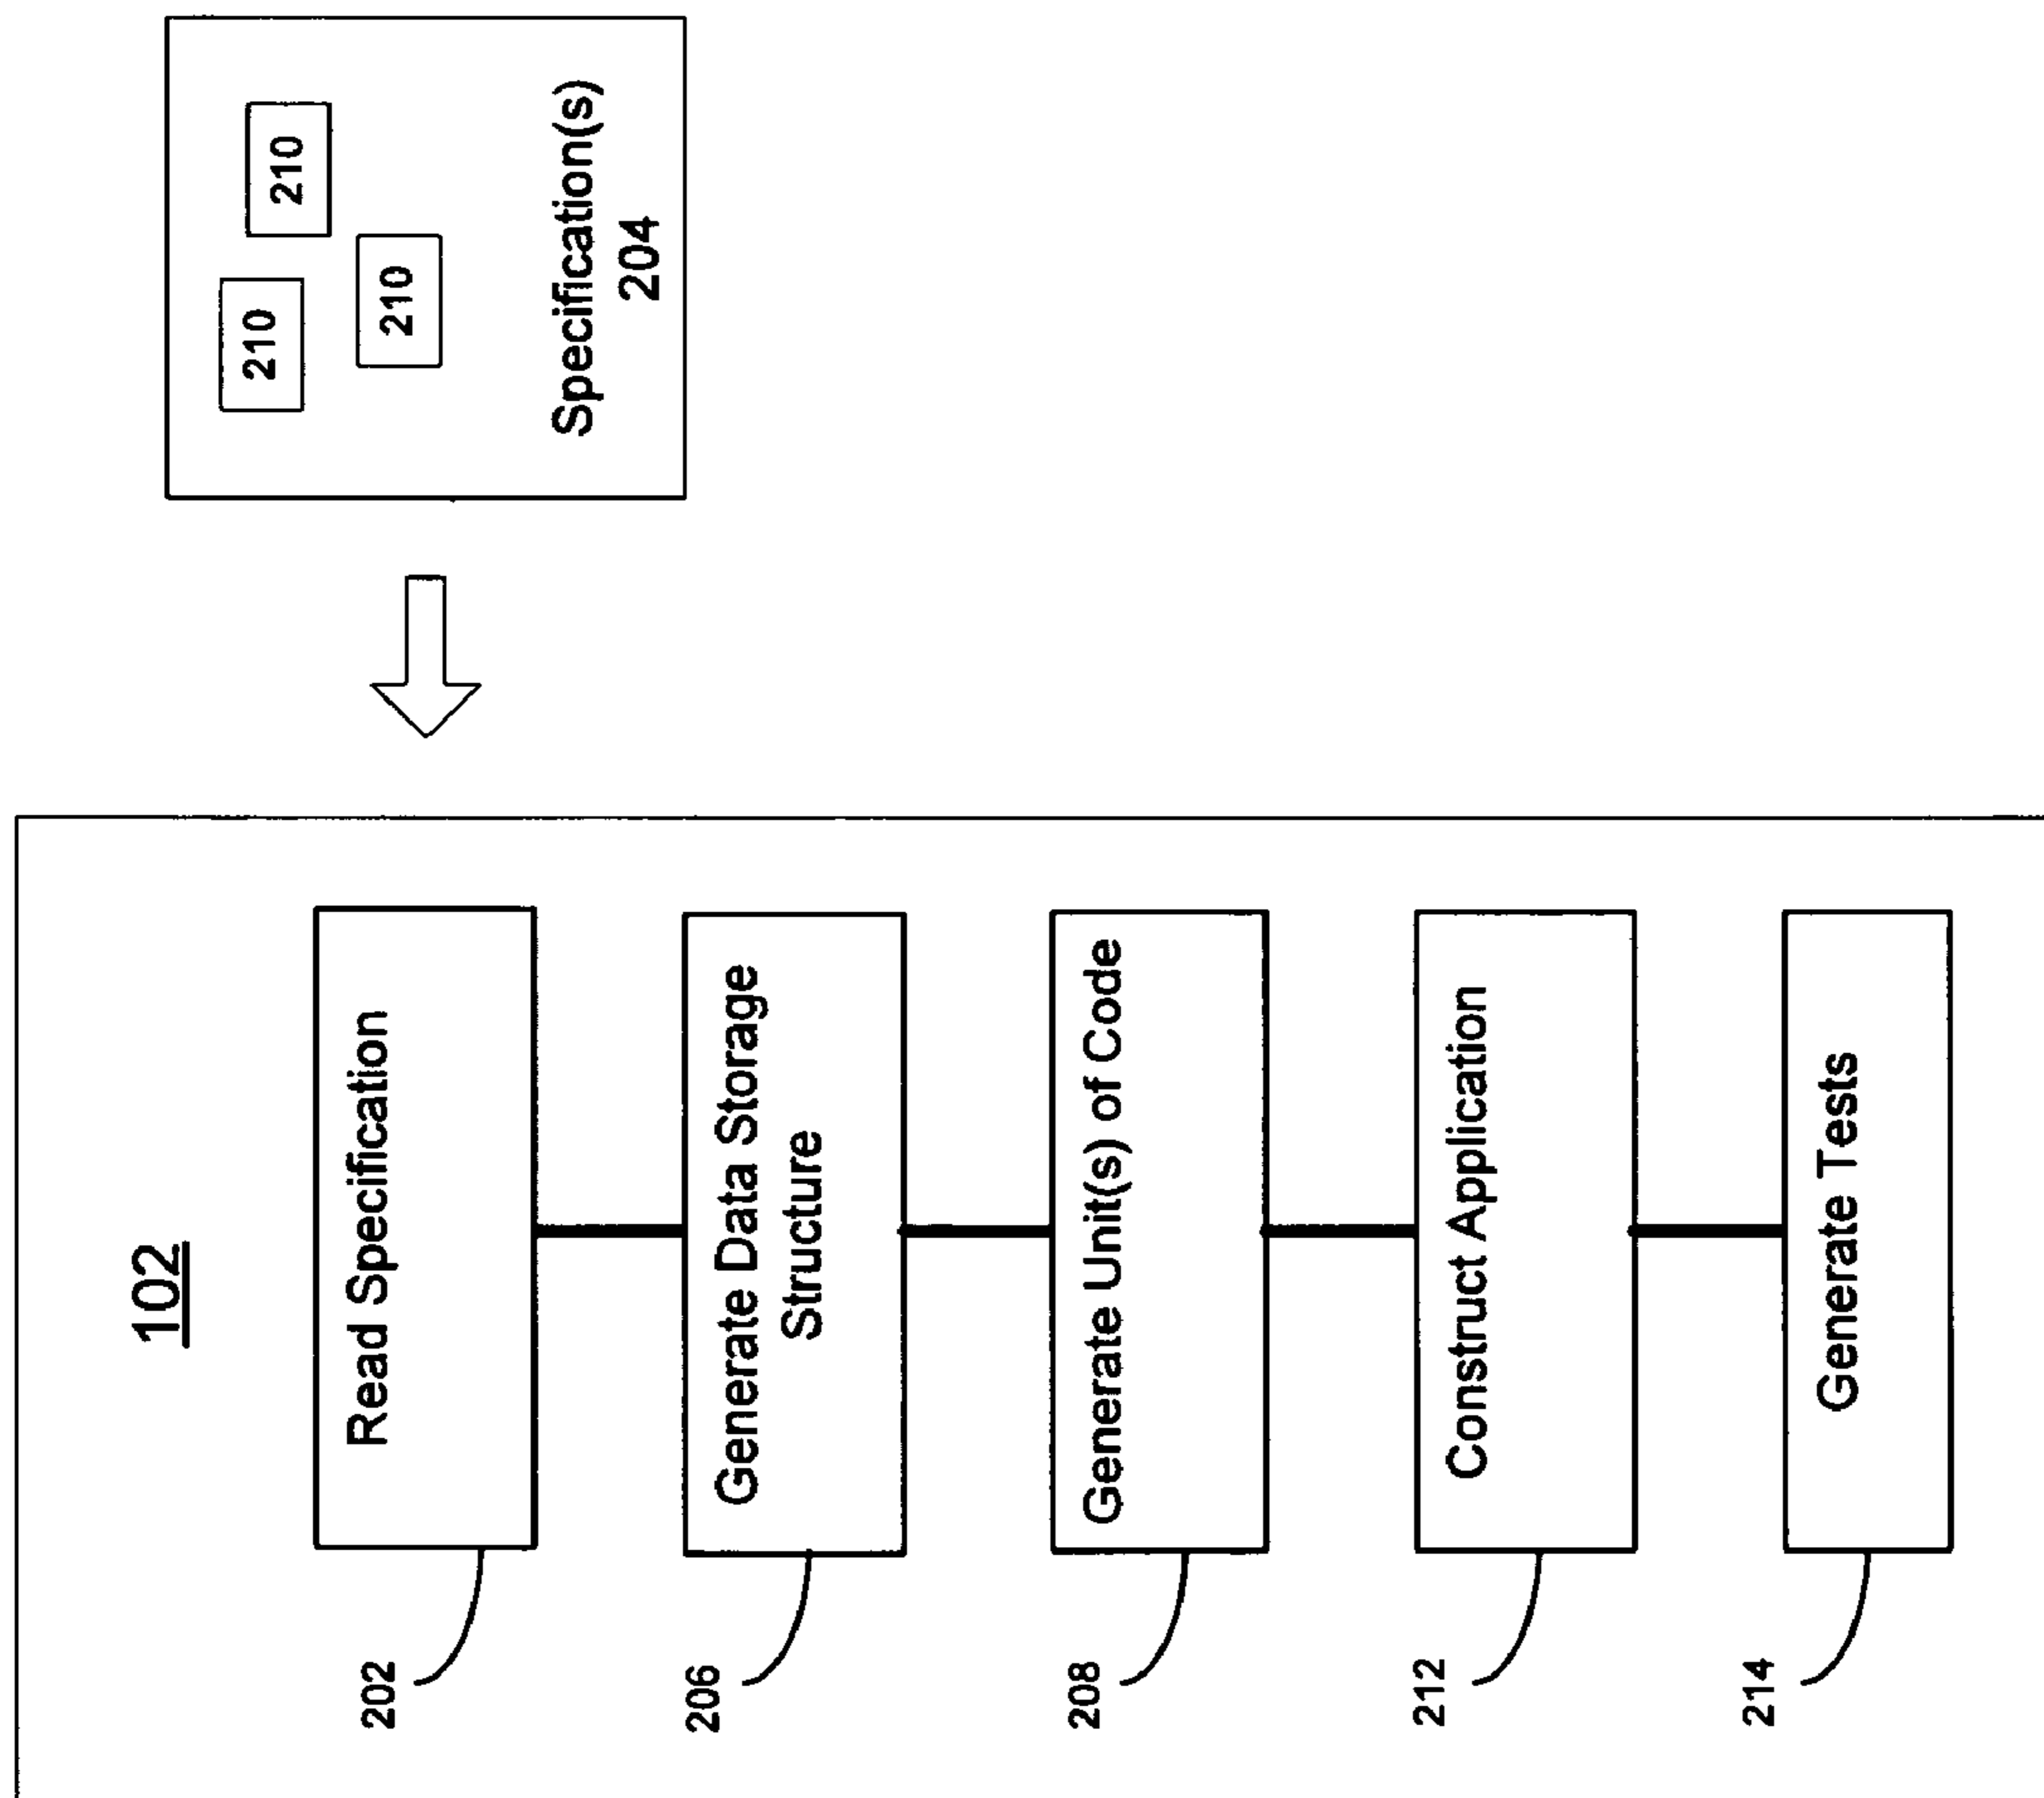 102
202
Read Specification
206
Generate Data Storage
Structure
208
Generate Unit(s) of Code
212
Construct Application
214
Generate Tests
210
210
210
Specification(s)
204